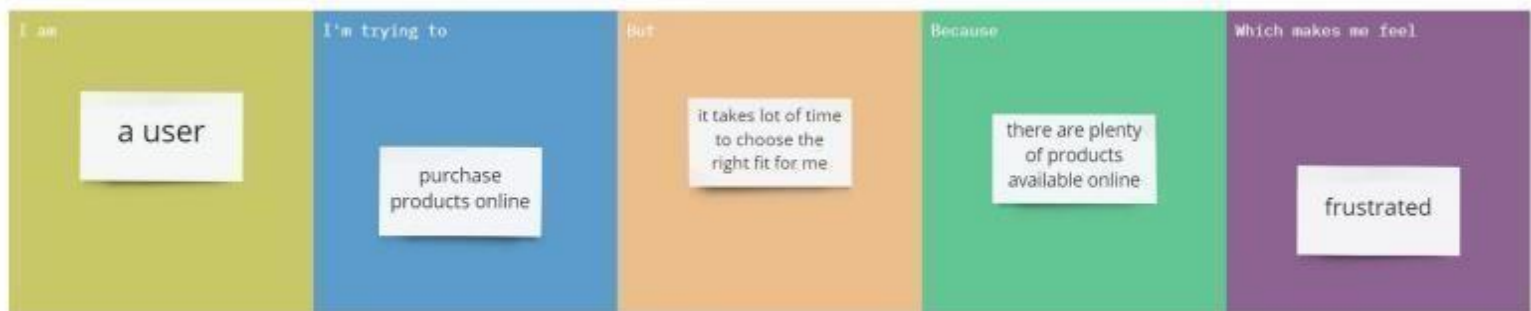 I am
a user
I'm trying to
purchase
products online
But
it takes lot of time
to choose the
right fit for me
Because
there are plenty
of products
available online
Which makes me feel
frustrated